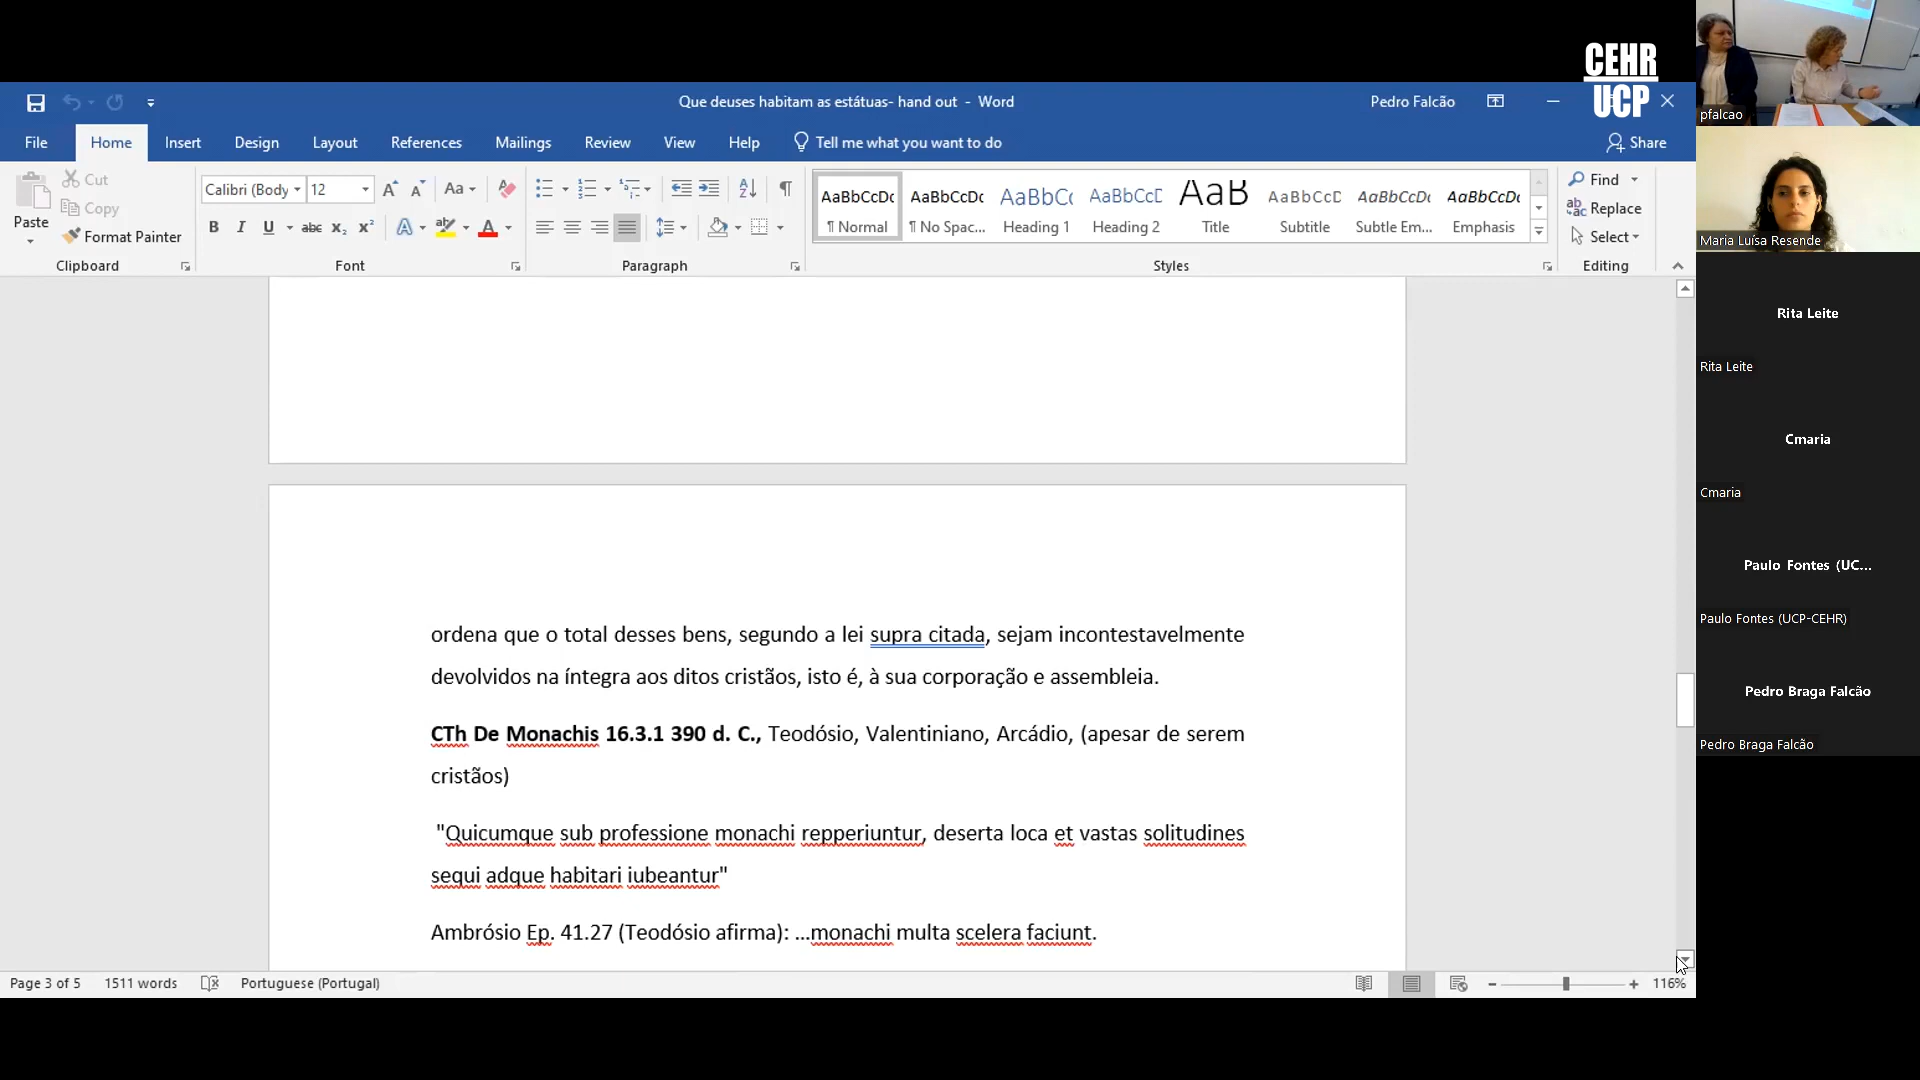 CEHR
UCP
Que deuses habitam as estátuas- hand out - Word
Pedro Falcão
File Home Insert Design Layout References Mailings Review View Help Tell me what you want to do Share
Paste
Cut
Copy
Format Painter
Clipboard
Calibri (Body 12
Font
Paragraph
AaBbCcDc ¶ Normal
AaBbCcDc ¶ No Spac...
AaBbCc Heading 1
AaBbCcD Heading 2
AaB Title
AaBbCcD Subtitle
AaBbCcDc Subtle Em...
AaBbCcDc Emphasis
Styles
Find
Replace
Select
Editing
ordena que o total desses bens, segundo a lei supra citada, sejam incontestavelmente
devolvidos na íntegra aos ditos cristãos, isto é, à sua corporação e assembleia.
CTh De Monachis 16.3.1 390 d. C., Teodósio, Valentiniano, Arcádio, (apesar de serem
cristãos)
"Quicumque sub professione monachi repperiuntur, deserta loca et vastas solitudines
sequi adque habitari iubeantur"
Ambrósio Ep. 41.27 (Teodósio afirma): ...monachi multa scelera faciunt.
Page 3 of 5 1511 words Portuguese (Portugal) 116%
pfalcao
Maria Luísa Resende
Rita Leite
Rita Leite
Cmaria
Cmaria
Paulo Fontes (UC...
Paulo Fontes (UCP-CEHR)
Pedro Braga Falcão
Pedro Braga Falcão